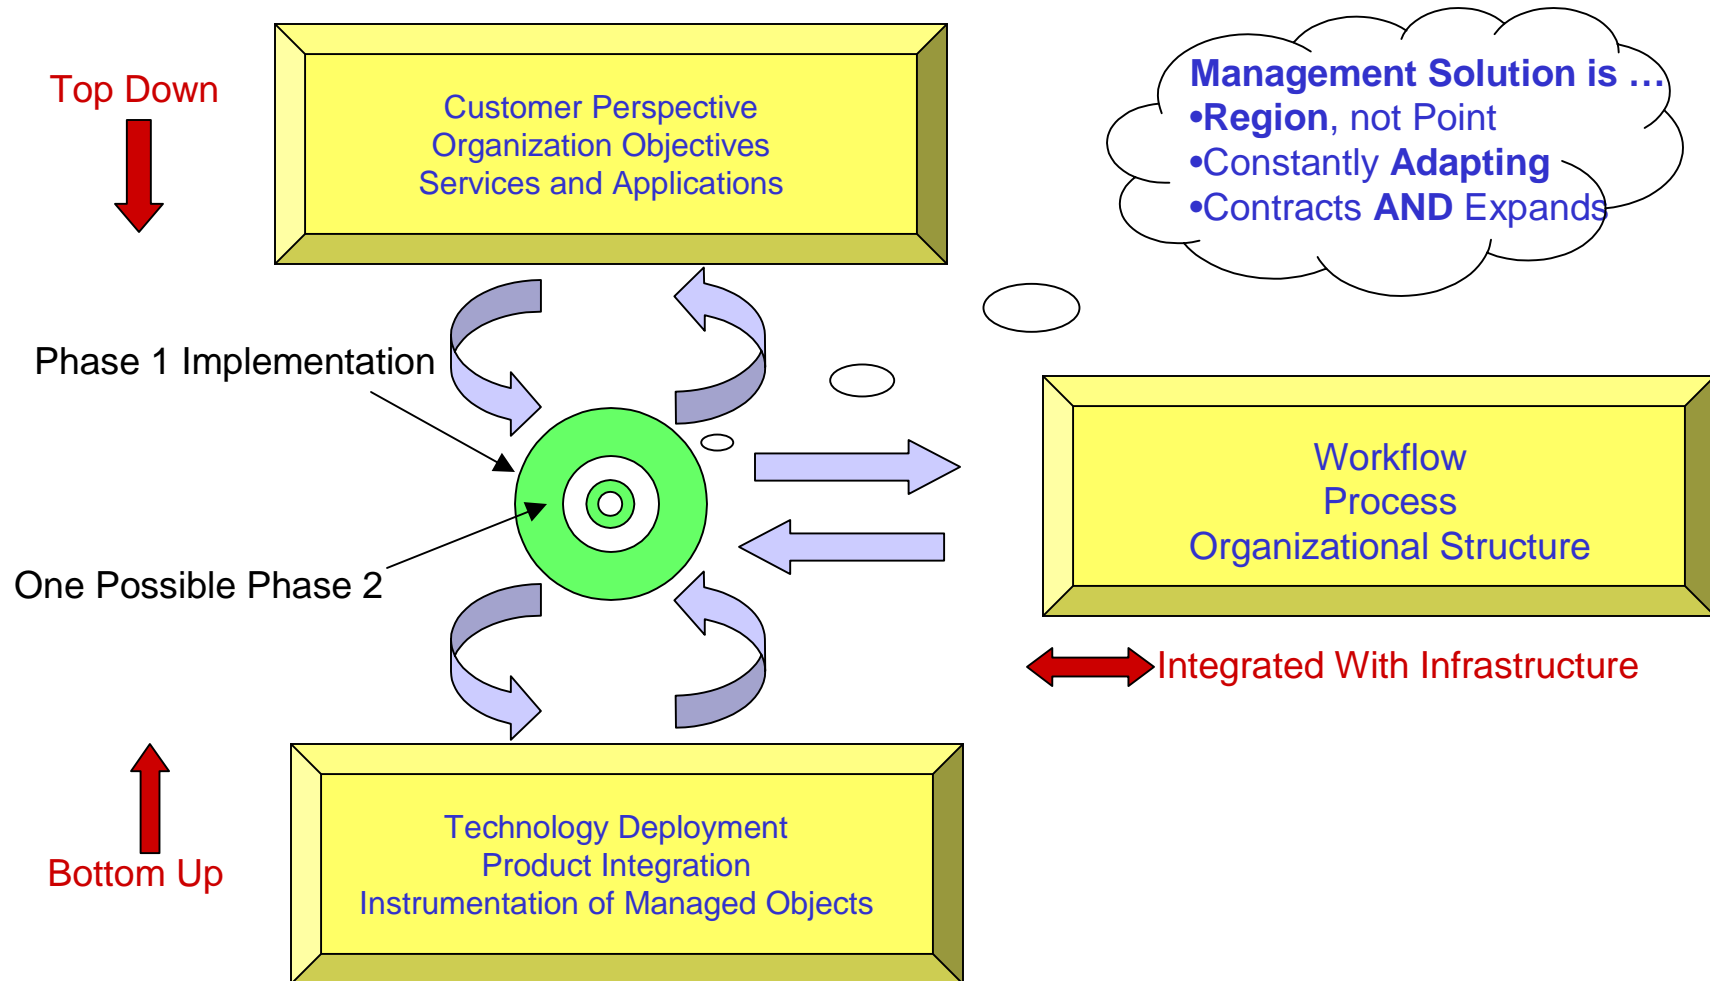 Top Down
Customer Perspective
Organization Objectives
Services and Applications
Management Solution is …
•Region, not Point
•Constantly Adapting
•Contracts AND Expands
Phase 1 Implementation
One Possible Phase 2
Workflow
Process
Organizational Structure
Integrated With Infrastructure
Bottom Up
Technology Deployment
Product Integration
Instrumentation of Managed Objects